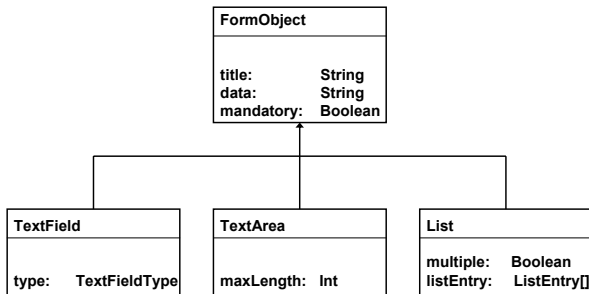 FormObject
title: String
data: String
mandatory: Boolean
TextField
type: TextFieldType
TextArea
maxLength: Int
List
multiple: Boolean
listEntry: ListEntry[]